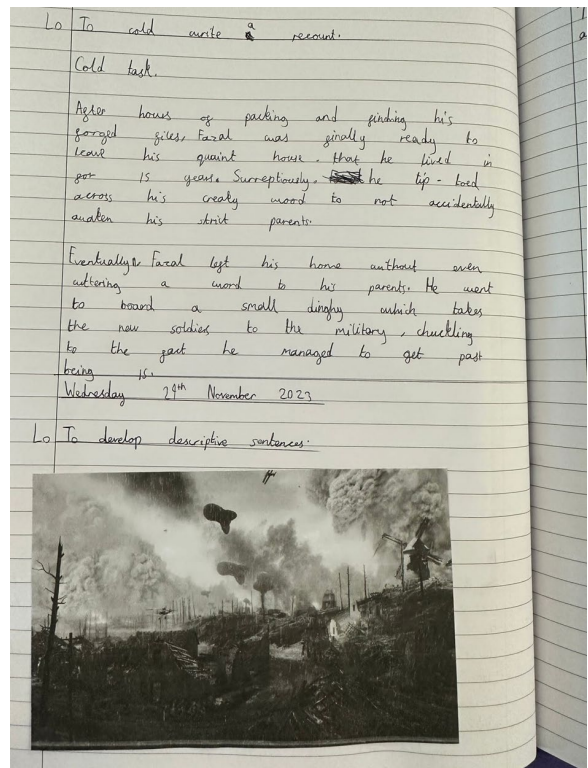 Lo To cold write a recount.
Cold task.
After hours of packing and finding his
forged files, Fazal was finally ready to
leave his quaint house. that he lived in
for 15 years. Surreptiously. he tip-toed
across his creaky wood to not accidentally
awaken his strict parents.
Eventually Fazal left his home without even
uttering a word to his parents. He went
to board a small dinghy which takes
the new soldiers to the military, chuckling
to the fact he managed to get past
being 15.
Wednesday 29th November 2023
Lo To develop descriptive sentences.